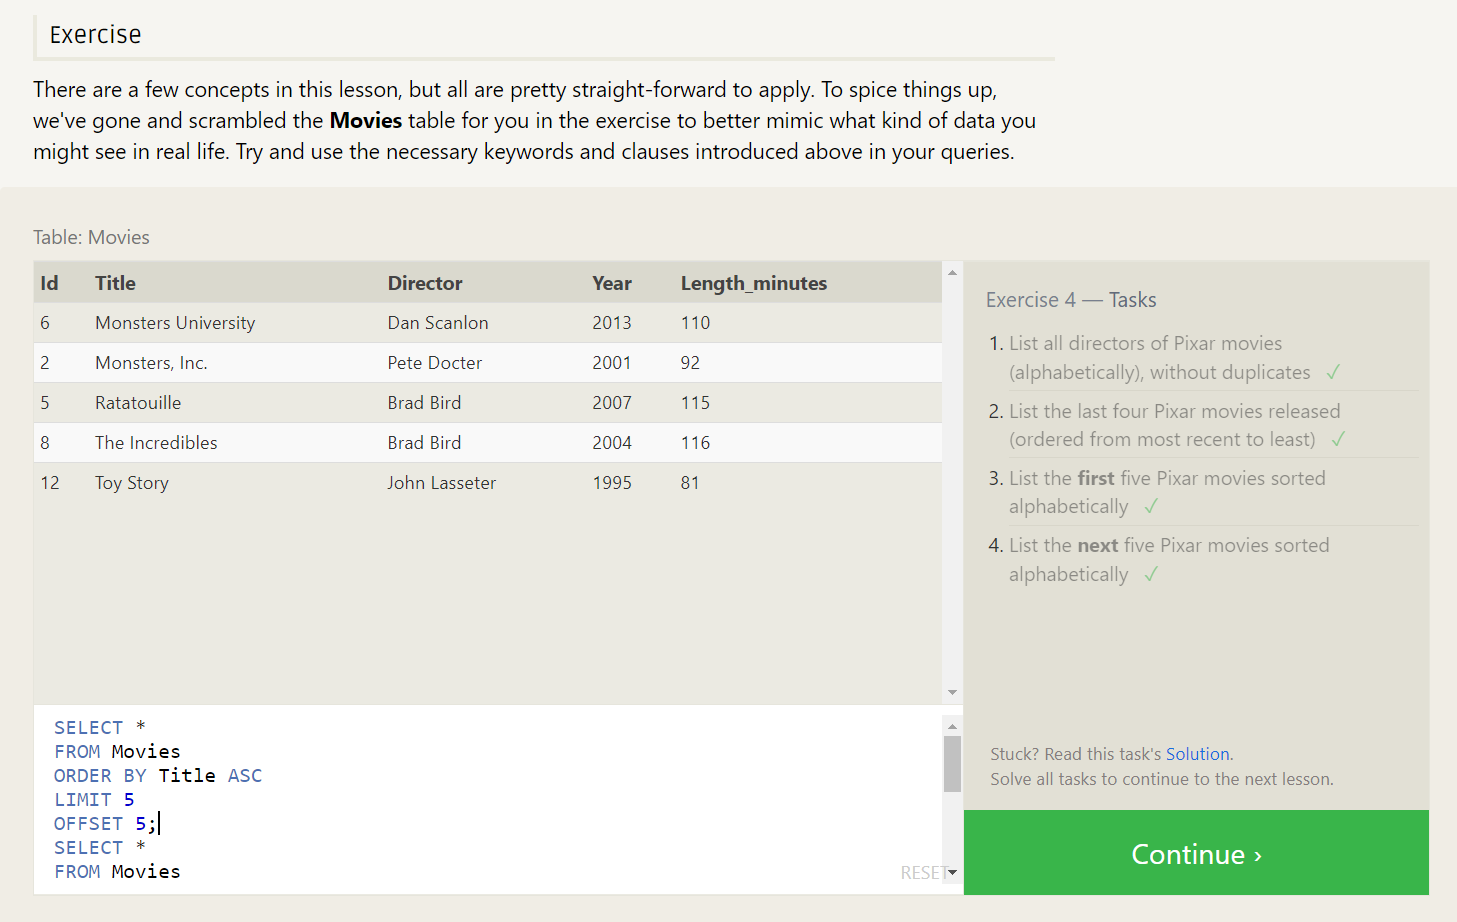 Exercise
There are a few concepts in this lesson, but all are pretty straight-forward to apply. To spice things up,
we've gone and scrambled the Movies table for you in the exercise to better mimic what kind of data you
might see in real life. Try and use the necessary keywords and clauses introduced above in your queries.
Table: Movies
Id Title Director Year Length_minutes
6 Monsters University Dan Scanlon 2013 110
2 Monsters, Inc. Pete Docter 2001 92
5 Ratatouille Brad Bird 2007 115
8 The Incredibles Brad Bird 2004 116
12 Toy Story John Lasseter 1995 81
SELECT *
FROM Movies
ORDER BY Title ASC
LIMIT 5
OFFSET 5;
SELECT *
FROM Movies
RESET
Exercise 4 — Tasks
1. List all directors of Pixar movies
(alphabetically), without duplicates ✓
2. List the last four Pixar movies released
(ordered from most recent to least) ✓
3. List the first five Pixar movies sorted
alphabetically ✓
4. List the next five Pixar movies sorted
alphabetically ✓
Stuck? Read this task's Solution.
Solve all tasks to continue to the next lesson.
Continue ›